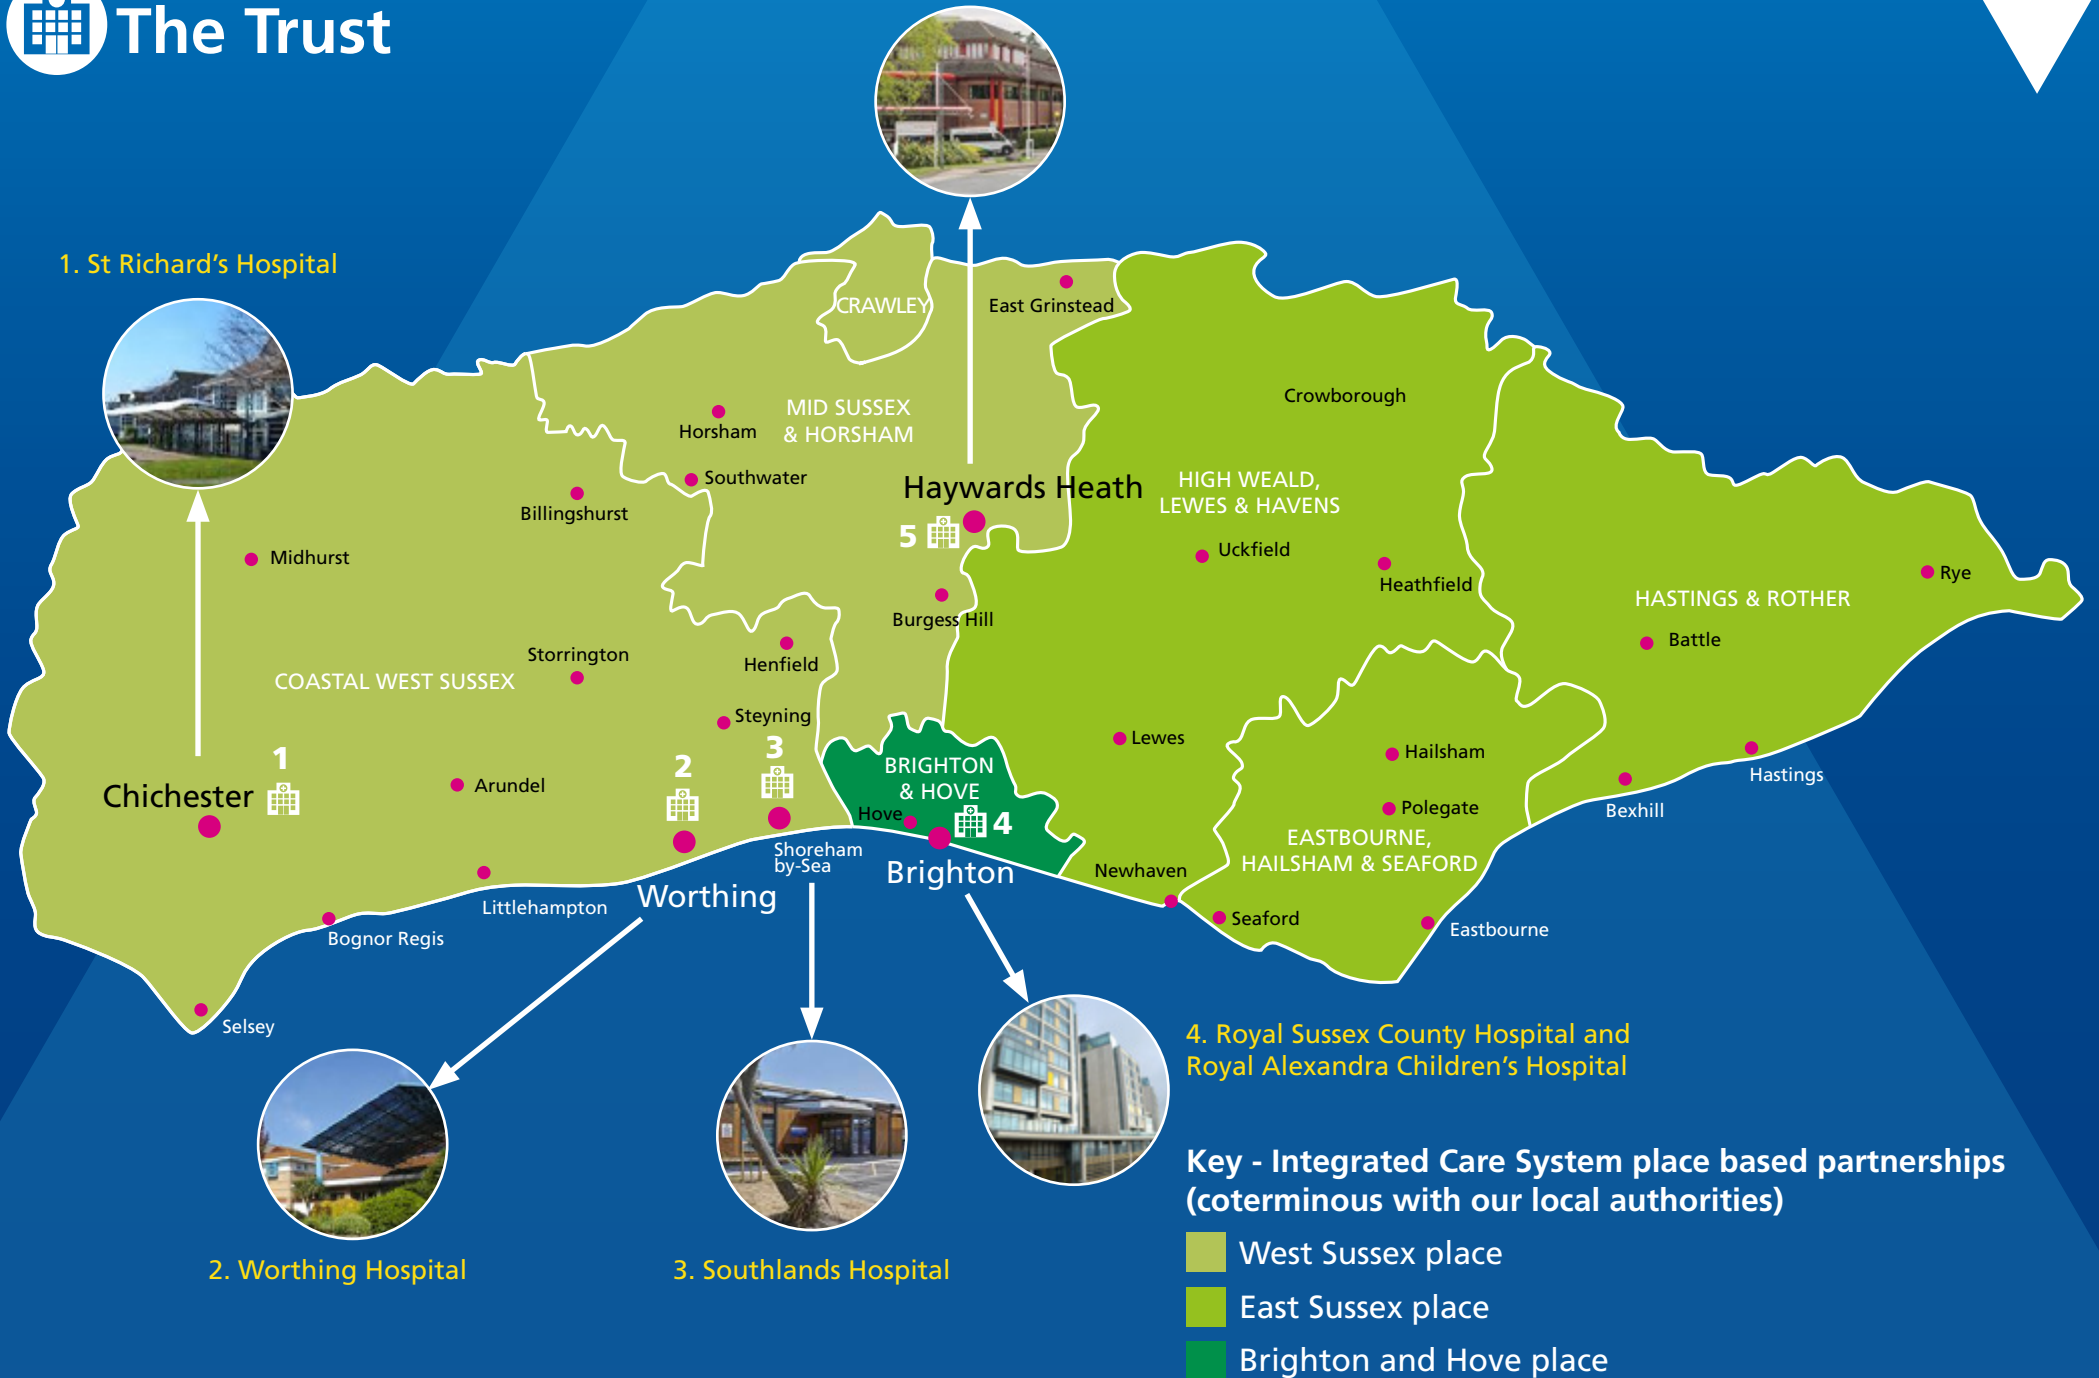 The Trust
1. St Richard's Hospital
CRAWLEY
East Grinstead
Crowborough
MID SUSSEX
& HORSHAM
Horsham
Southwater
Billingshurst
Haywards Heath
5
HIGH WEALD,
LEWES & HAVENS
Uckfield
Heathfield
Midhurst
Rye
HASTINGS & ROTHER
Battle
Burgess Hill
Henfield
Storrington
COASTAL WEST SUSSEX
Steyning
Lewes
Hailsham
Hastings
1
2
3
BRIGHTON
& HOVE
Hove
4
Chichester
Arundel
Polegate
Bexhill
EASTBOURNE,
HAILSHAM & SEAFORD
Shoreham
by-Sea
Brighton
Newhaven
Worthing
Littlehampton
Seaford
Eastbourne
Bognor Regis
Selsey
4. Royal Sussex County Hospital and
Royal Alexandra Children's Hospital
2. Worthing Hospital
3. Southlands Hospital
Key - Integrated Care System place based partnerships
(coterminous with our local authorities)
West Sussex place
East Sussex place
Brighton and Hove place